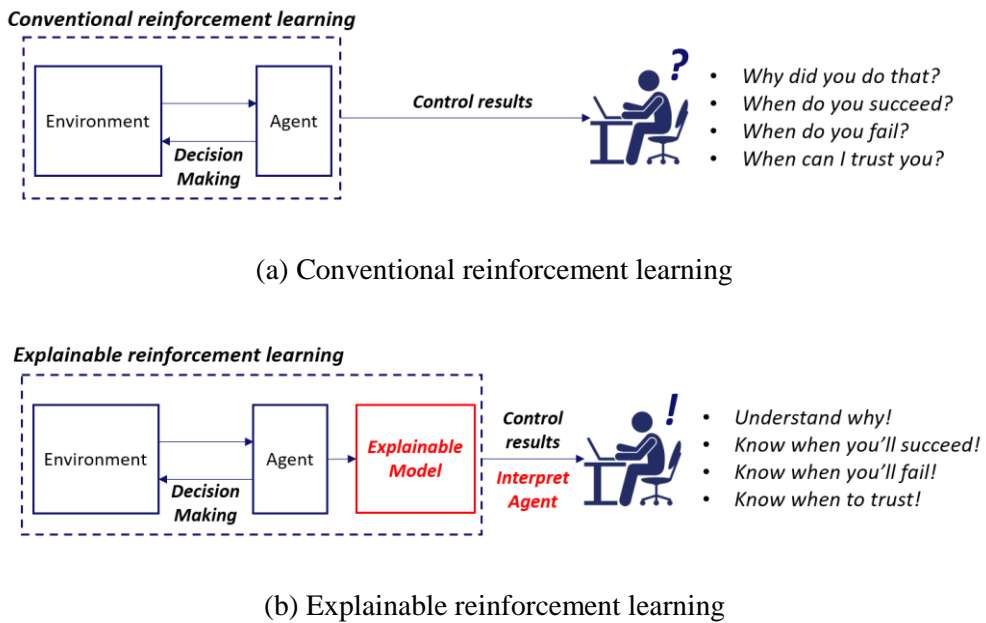 Conventional reinforcement learning
Environment
Agent
Decision
Making
Control results
?
• Why did you do that?
• When do you succeed?
• When do you fail?
• When can I trust you?
(a) Conventional reinforcement learning
Explainable reinforcement learning
Environment
Agent
Decision
Making
Explainable
Model
Control
results
Interpret
Agent
!
• Understand why!
• Know when you'll succeed!
• Know when you'll fail!
• Know when to trust!
(b) Explainable reinforcement learning